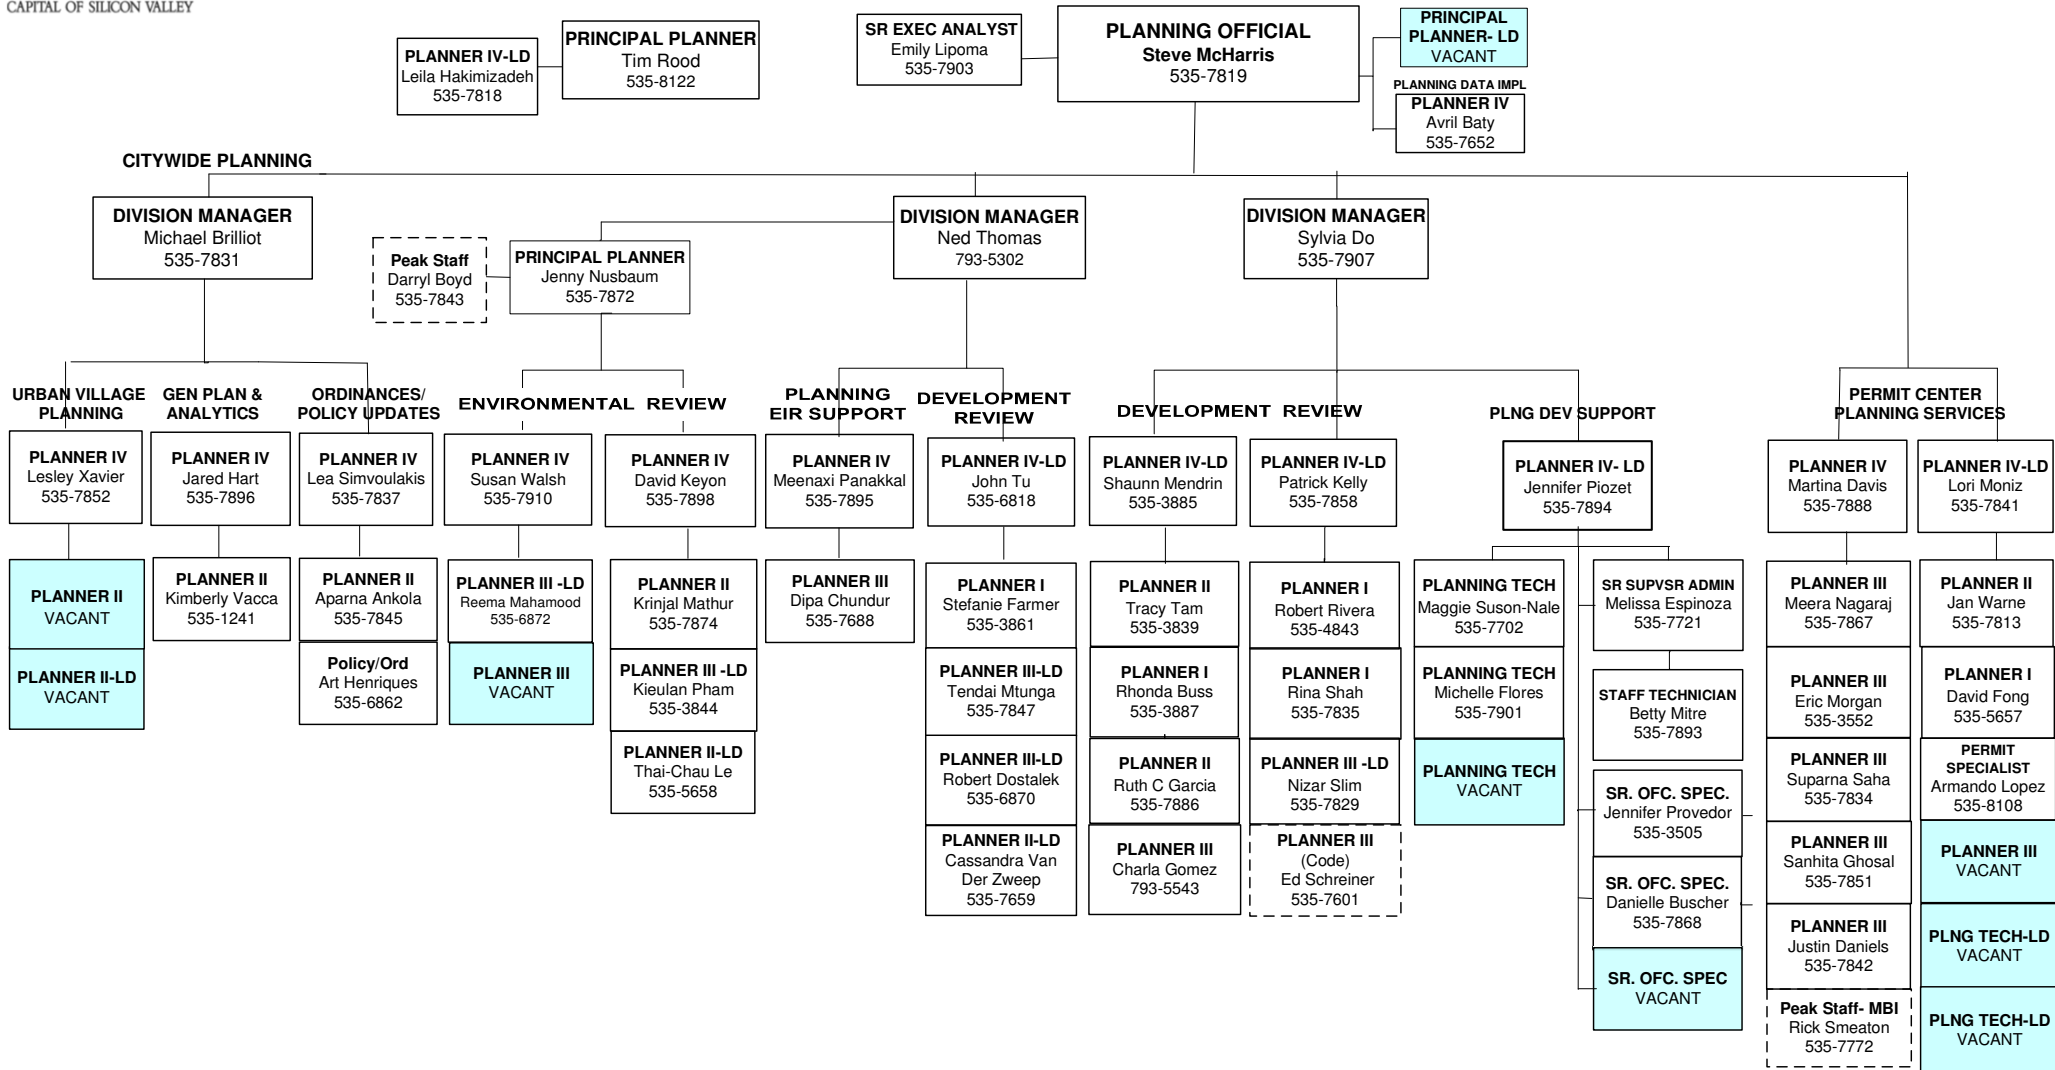 CAPITAL OF SILICON VALLEY
PLANNER IV-LD
Leila Hakimizadeh
535-7818
PRINCIPAL PLANNER
Tim Rood
535-8122
SR EXEC ANALYST
Emily Lipoma
535-7903
PLANNING OFFICIAL
Steve McHarris
535-7819
PRINCIPAL
PLANNER- LD
VACANT
PLANNING DATA IMPL
PLANNER IV
Avril Baty
535-7652
CITYWIDE PLANNING
DIVISION MANAGER
Michael Brilliot
535-7831
Peak Staff
Darryl Boyd
535-7843
PRINCIPAL PLANNER
Jenny Nusbaum
535-7872
DIVISION MANAGER
Ned Thomas
793-5302
DIVISION MANAGER
Sylvia Do
535-7907
URBAN VILLAGE
PLANNING
GEN PLAN &
ANALYTICS
ORDINANCES/
POLICY UPDATES
ENVIRONMENTAL REVIEW
PLANNING
EIR SUPPORT
DEVELOPMENT
REVIEW
DEVELOPMENT REVIEW
PLNG DEV SUPPORT
PERMIT CENTER
PLANNING SERVICES
PLANNER IV
Lesley Xavier
535-7852
PLANNER IV
Jared Hart
535-7896
PLANNER IV
Lea Simvoulakis
535-7837
PLANNER IV
Susan Walsh
535-7910
PLANNER IV
David Keyon
535-7898
PLANNER IV
Meenaxi Panakkal
535-7895
PLANNER IV-LD
John Tu
535-6818
PLANNER IV-LD
Shaunn Mendrin
535-3885
PLANNER IV-LD
Patrick Kelly
535-7858
PLANNER IV- LD
Jennifer Piozet
535-7894
PLANNER IV
Martina Davis
535-7888
PLANNER IV-LD
Lori Moniz
535-7841
PLANNER II
VACANT
PLANNER II-LD
VACANT
PLANNER II
Kimberly Vacca
535-1241
PLANNER II
Aparna Ankola
535-7845
Policy/Ord
Art Henriques
535-6862
PLANNER III -LD
Reema Mahamood
535-6872
PLANNER III
VACANT
PLANNER II
Krinjal Mathur
535-7874
PLANNER III -LD
Kieulan Pham
535-3844
PLANNER II-LD
Thai-Chau Le
535-5658
PLANNER III
Dipa Chundur
535-7688
PLANNER I
Stefanie Farmer
535-3861
PLANNER III-LD
Tendai Mtunga
535-7847
PLANNER III-LD
Robert Dostalek
535-6870
PLANNER II-LD
Cassandra Van
Der Zweep
535-7659
PLANNER II
Tracy Tam
535-3839
PLANNER I
Rhonda Buss
535-3887
PLANNER II
Ruth C Garcia
535-7886
PLANNER III
Charla Gomez
793-5543
PLANNER I
Robert Rivera
535-4843
PLANNER I
Rina Shah
535-7835
PLANNER III -LD
Nizar Slim
535-7829
PLANNER III
(Code)
Ed Schreiner
535-7601
PLANNING TECH
Maggie Suson-Nale
535-7702
PLANNING TECH
Michelle Flores
535-7901
PLANNING TECH
VACANT
SR SUPVSR ADMIN
Melissa Espinoza
535-7721
STAFF TECHNICIAN
Betty Mitre
535-7893
SR. OFC. SPEC.
Jennifer Provedor
535-3505
SR. OFC. SPEC.
Danielle Buscher
535-7868
SR. OFC. SPEC
VACANT
PLANNER III
Meera Nagaraj
535-7867
PLANNER III
Eric Morgan
535-3552
PLANNER III
Suparna Saha
535-7834
PLANNER III
Sanhita Ghosal
535-7851
PLANNER III
Justin Daniels
535-7842
Peak Staff- MBI
Rick Smeaton
535-7772
PLANNER II
Jan Warne
535-7813
PLANNER I
David Fong
535-5657
PERMIT
SPECIALIST
Armando Lopez
535-8108
PLANNER III
VACANT
PLNG TECH-LD
VACANT
PLNG TECH-LD
VACANT